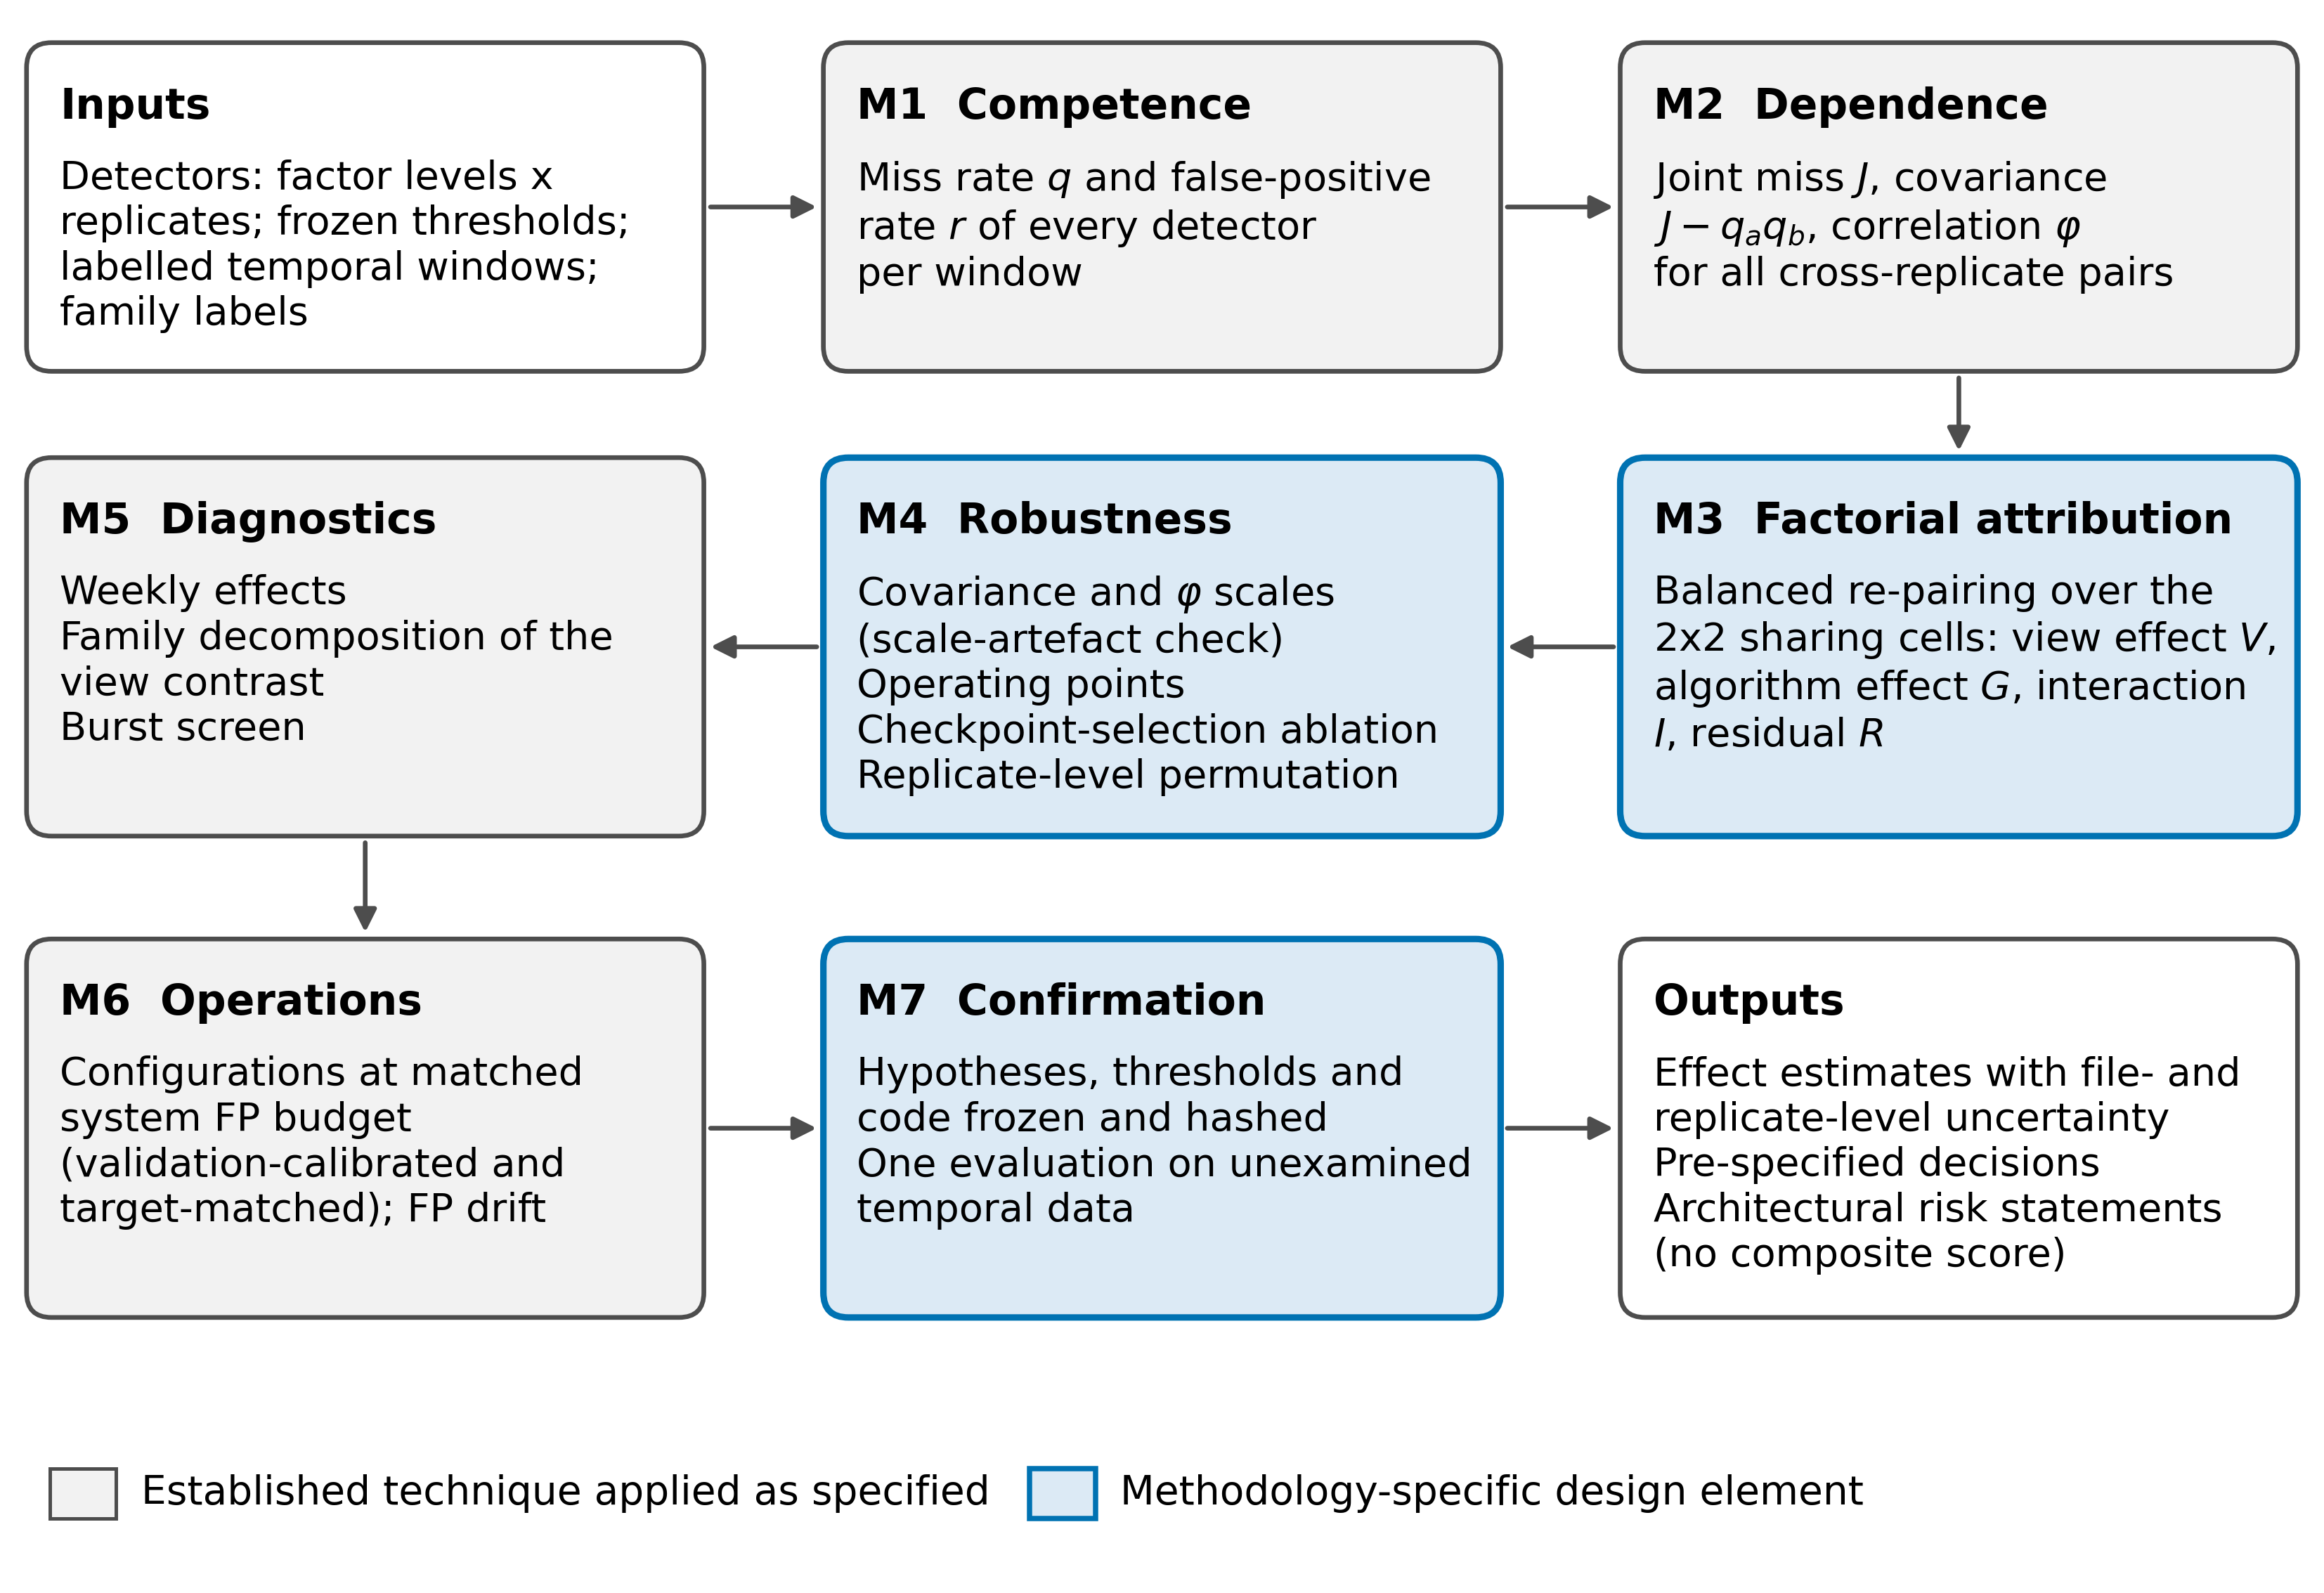 Inputs
Detectors: factor levels x
replicates; frozen thresholds;
labelled temporal windows;
family labels
M1 Competence
Miss rate q and false-positive
rate r of every detector
per window
M2 Dependence
Joint miss J, covariance
J − qₐq_b, correlation φ
for all cross-replicate pairs
M3 Factorial attribution
Balanced re-pairing over the
2x2 sharing cells: view effect V,
algorithm effect G, interaction
I, residual R
M4 Robustness
Covariance and φ scales
(scale-artefact check)
Operating points
Checkpoint-selection ablation
Replicate-level permutation
M5 Diagnostics
Weekly effects
Family decomposition of the
view contrast
Burst screen
M6 Operations
Configurations at matched
system FP budget
(validation-calibrated and
target-matched); FP drift
M7 Confirmation
Hypotheses, thresholds and
code frozen and hashed
One evaluation on unexamined
temporal data
Outputs
Effect estimates with file- and
replicate-level uncertainty
Pre-specified decisions
Architectural risk statements
(no composite score)
Established technique applied as specified
Methodology-specific design element